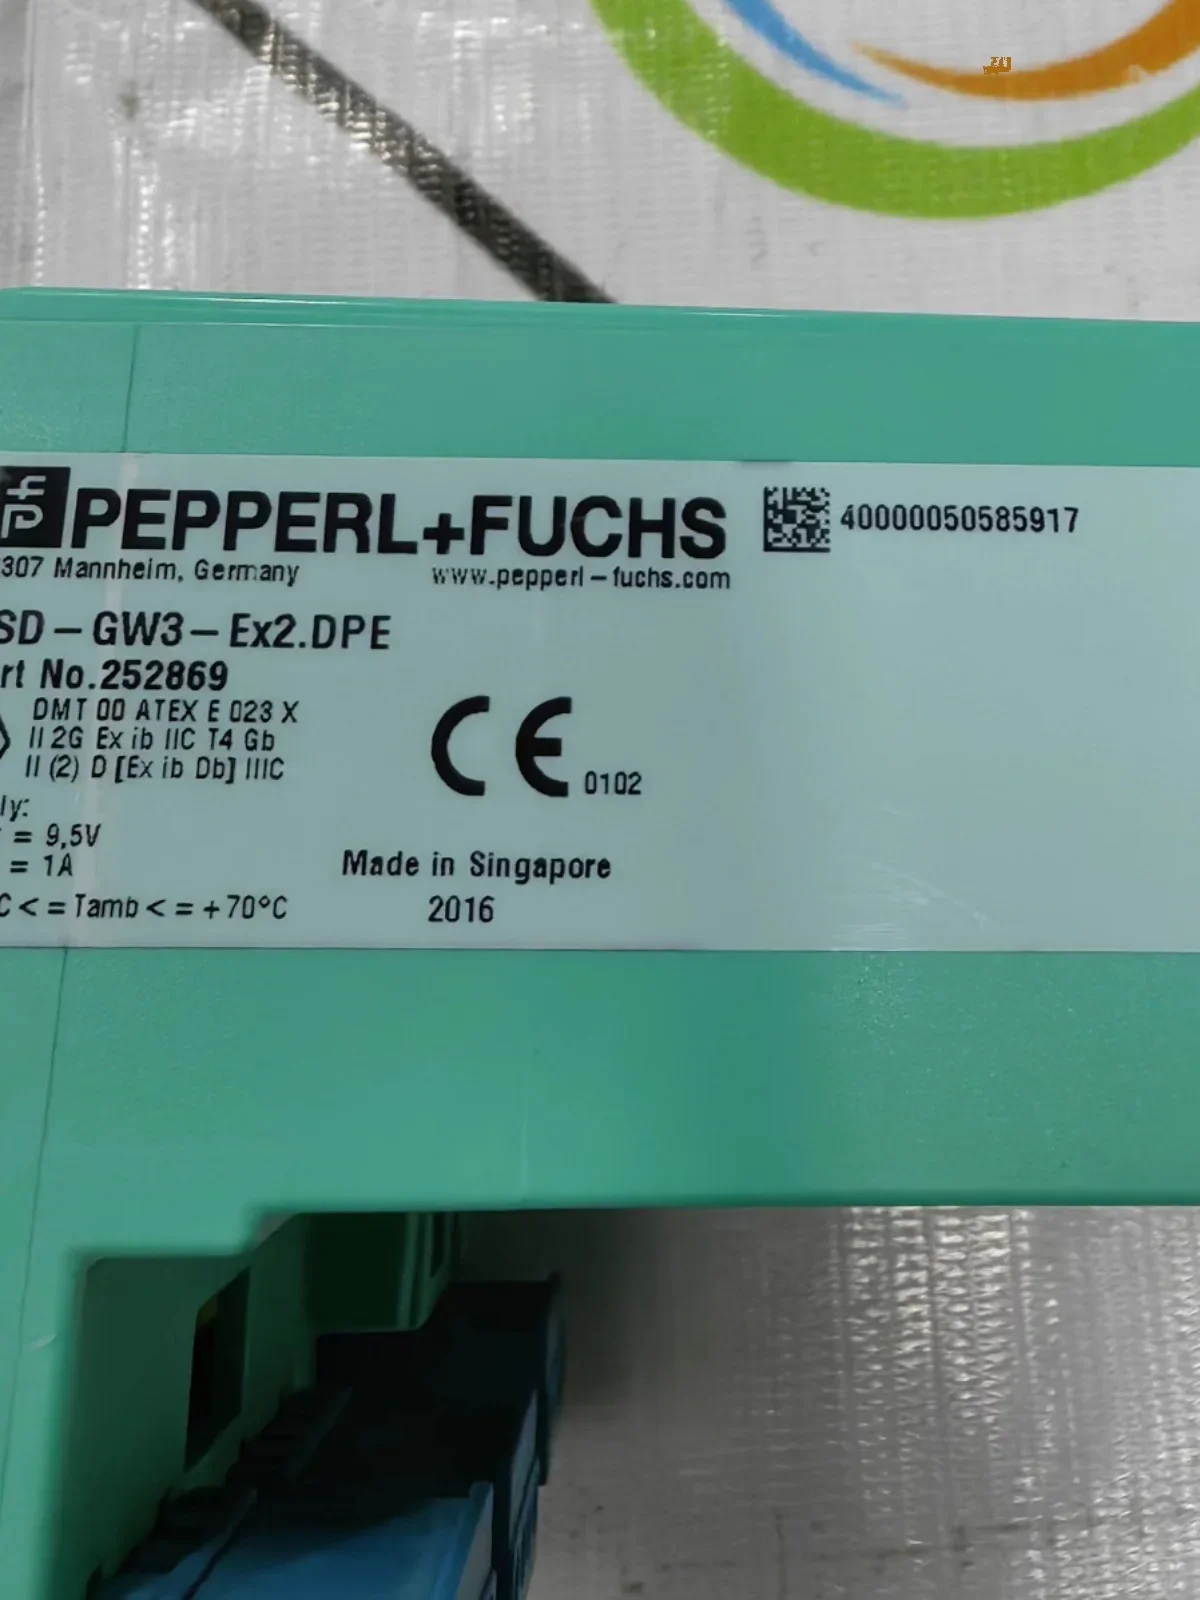 PEPPERL+FUCHS
40000050585917
307 Mannheim, Germany
www.pepperl-fuchs.com
SD-GW3-Ex2.DPE
rt No.252869
DMT 00 ATEX E 023 X
II 2G Ex ib IIC T4 Gb
II (2) D [Ex ib Db] IIIC
CE 0102
ly:
= 9,5V
= 1A
Made in Singapore
C < = Tamb < = +70°C
2016